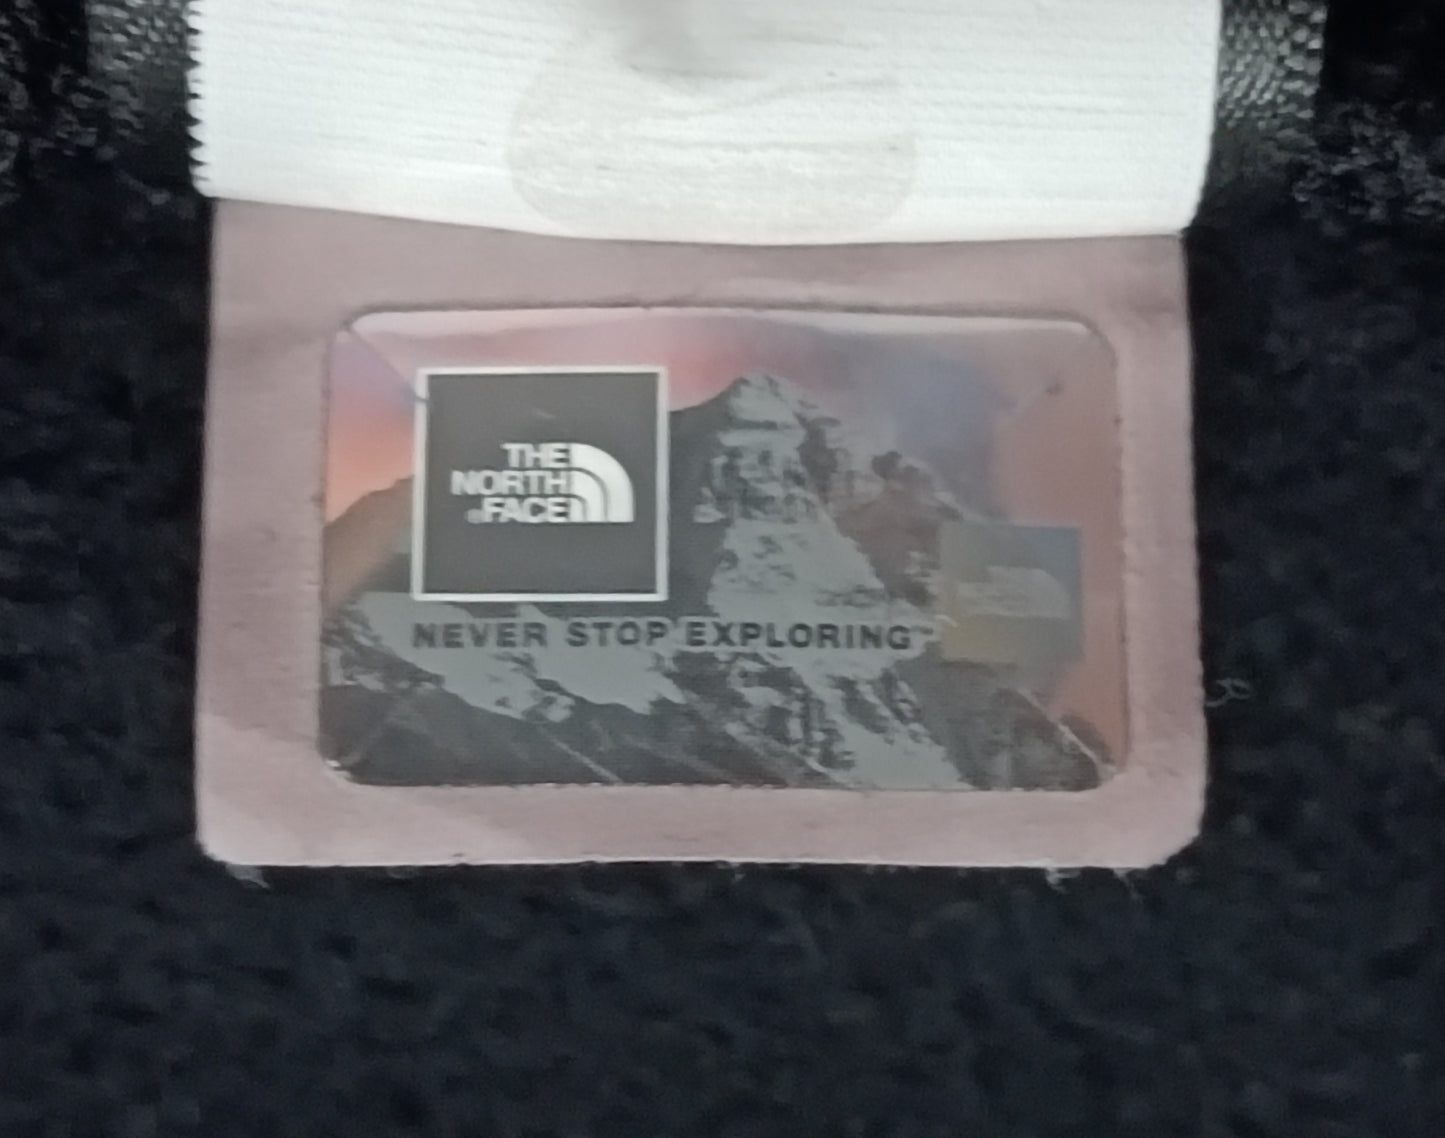 THE
NORTH
®FACE
NEVER STOP EXPLORING™